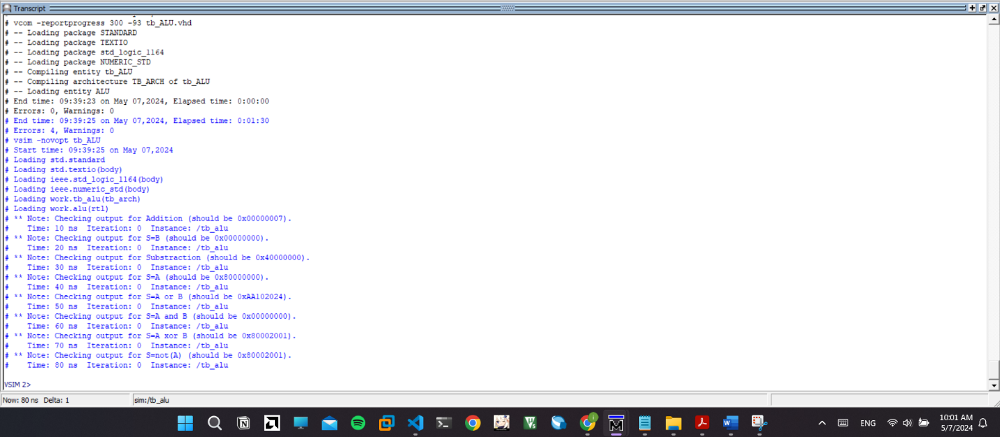 Transcript
# vcom -reportprogress 300 -93 tb_ALU.vhd
# -- Loading package STANDARD
# -- Loading package TEXTIO
# -- Loading package std_logic_1164
# -- Loading package NUMERIC_STD
# -- Compiling entity tb_ALU
# -- Compiling architecture TB_ARCH of tb_ALU
# -- Loading entity ALU
# End time: 09:39:23 on May 07,2024, Elapsed time: 0:00:00
# Errors: 0, Warnings: 0
# End time: 09:39:25 on May 07,2024, Elapsed time: 0:01:30
# Errors: 4, Warnings: 0
# vsim -novopt tb_ALU
# Start time: 09:39:25 on May 07,2024
# Loading std.standard
# Loading std.textio(body)
# Loading ieee.std_logic_1164(body)
# Loading ieee.numeric_std(body)
# Loading work.tb_alu(tb_arch)
# Loading work.alu(rtl)
# ** Note: Checking output for Addition (should be 0x00000007).
#    Time: 10 ns  Iteration: 0  Instance: /tb_alu
# ** Note: Checking output for S=B (should be 0x00000000).
#    Time: 20 ns  Iteration: 0  Instance: /tb_alu
# ** Note: Checking output for Substraction (should be 0x40000000).
#    Time: 30 ns  Iteration: 0  Instance: /tb_alu
# ** Note: Checking output for S=A (should be 0x80000000).
#    Time: 40 ns  Iteration: 0  Instance: /tb_alu
# ** Note: Checking output for S=A or B (should be 0xAA102024).
#    Time: 50 ns  Iteration: 0  Instance: /tb_alu
# ** Note: Checking output for S=A and B (should be 0x00000000).
#    Time: 60 ns  Iteration: 0  Instance: /tb_alu
# ** Note: Checking output for S=A xor B (should be 0x80002001).
#    Time: 70 ns  Iteration: 0  Instance: /tb_alu
# ** Note: Checking output for S=not(A) (should be 0x80002001).
#    Time: 80 ns  Iteration: 0  Instance: /tb_alu
VSIM 2>
Now: 80 ns  Delta: 1
sim:/tb_alu
ENG
10:01 AM
5/7/2024